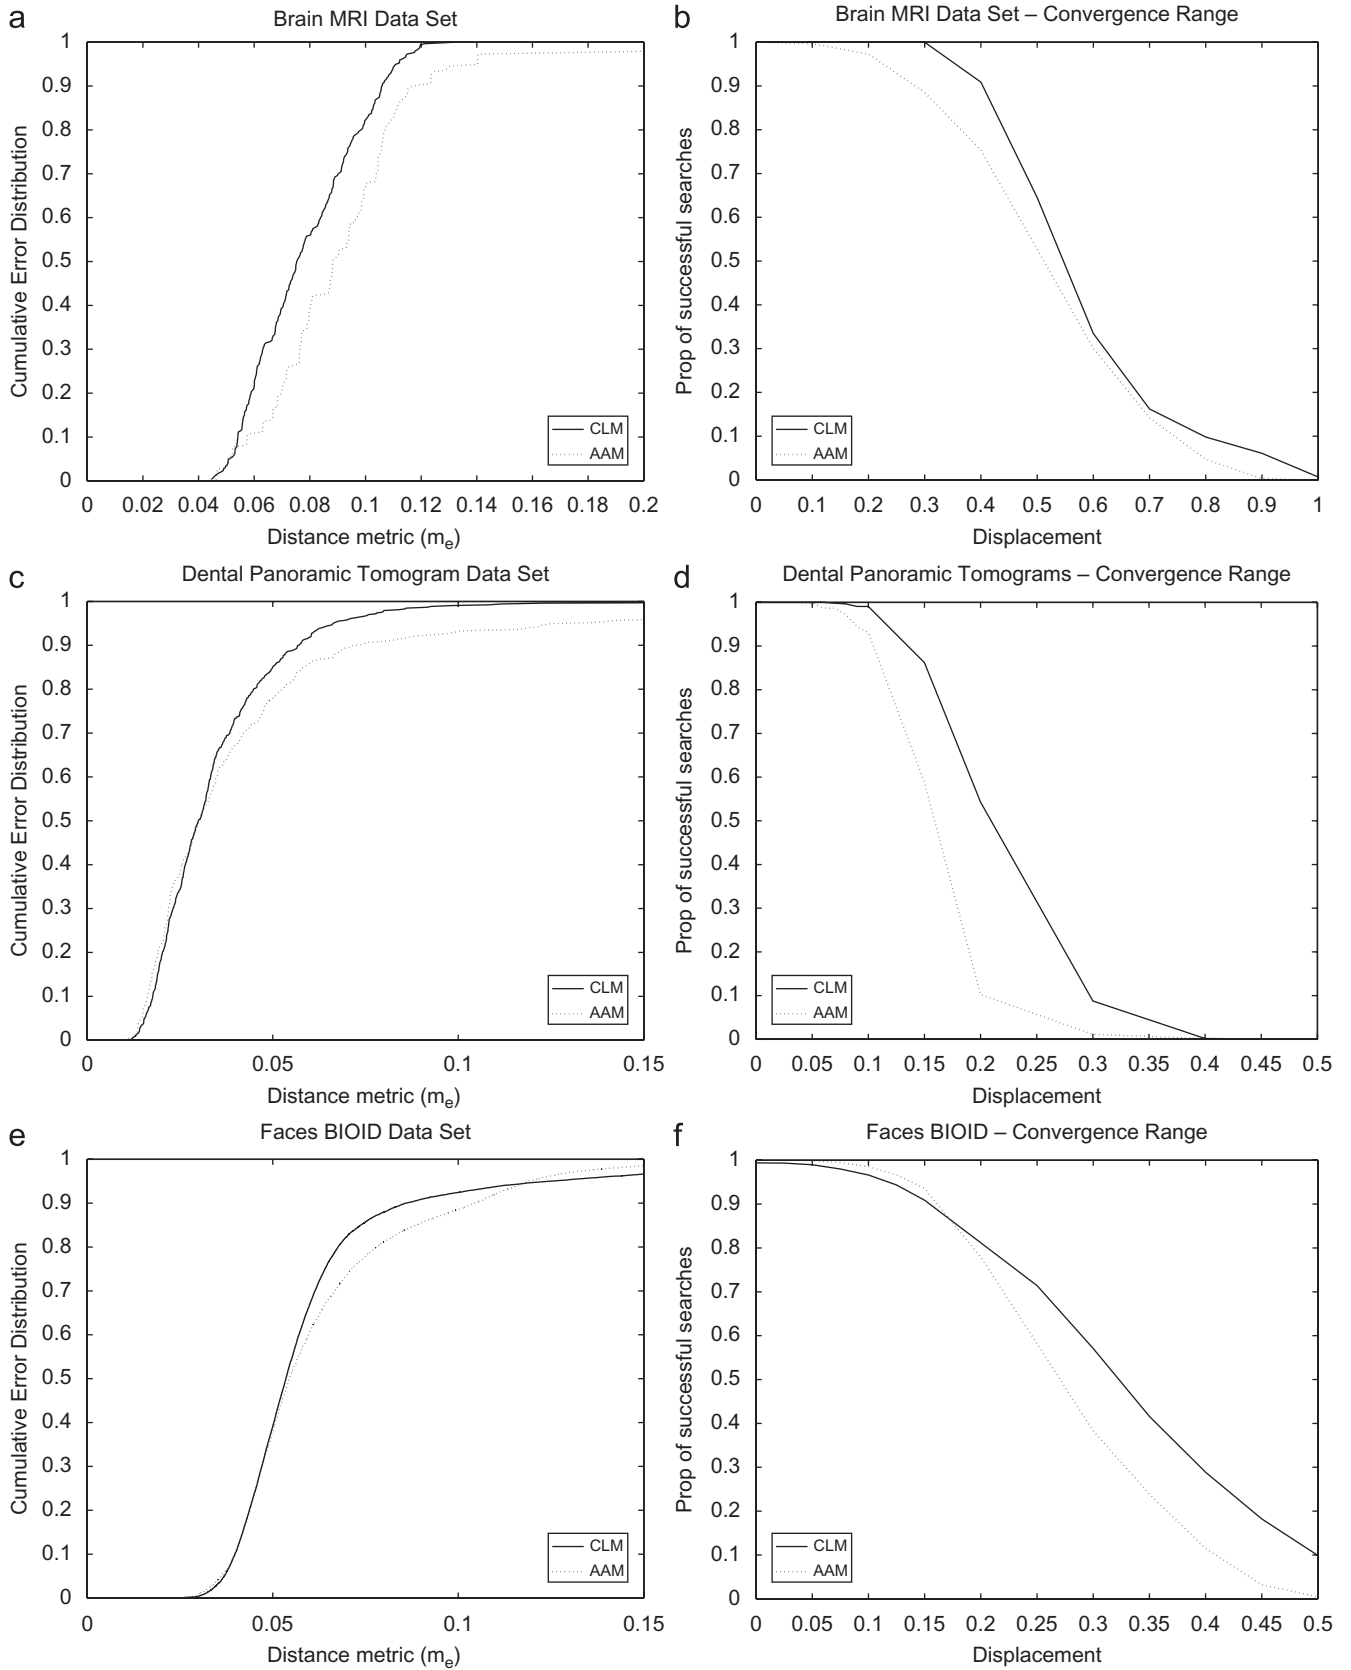 a
Brain MRI Data Set
1
0.9
0.8
0.7
0.6
0.5
0.4
0.3
0.2
0.1
0
Cumulative Error Distribution
CLM
AAM
0 0.02 0.04 0.06 0.08 0.1 0.12 0.14 0.16 0.18 0.2
Distance metric (me)
b
Brain MRI Data Set – Convergence Range
1
0.9
0.8
0.7
0.6
0.5
0.4
0.3
0.2
0.1
0
Prop of successful searches
CLM
AAM
0 0.1 0.2 0.3 0.4 0.5 0.6 0.7 0.8 0.9 1
Displacement
c
Dental Panoramic Tomogram Data Set
1
0.9
0.8
0.7
0.6
0.5
0.4
0.3
0.2
0.1
0
Cumulative Error Distribution
CLM
AAM
0 0.05 0.1 0.15
Distance metric (me)
d
Dental Panoramic Tomograms – Convergence Range
1
0.9
0.8
0.7
0.6
0.5
0.4
0.3
0.2
0.1
0
Prop of successful searches
CLM
AAM
0 0.05 0.1 0.15 0.2 0.25 0.3 0.35 0.4 0.45 0.5
Displacement
e
Faces BIOID Data Set
1
0.9
0.8
0.7
0.6
0.5
0.4
0.3
0.2
0.1
0
Cumulative Error Distribution
CLM
AAM
0 0.05 0.1 0.15
Distance metric (me)
f
Faces BIOID – Convergence Range
1
0.9
0.8
0.7
0.6
0.5
0.4
0.3
0.2
0.1
0
Prop of successful searches
CLM
AAM
0 0.05 0.1 0.15 0.2 0.25 0.3 0.35 0.4 0.45 0.5
Displacement